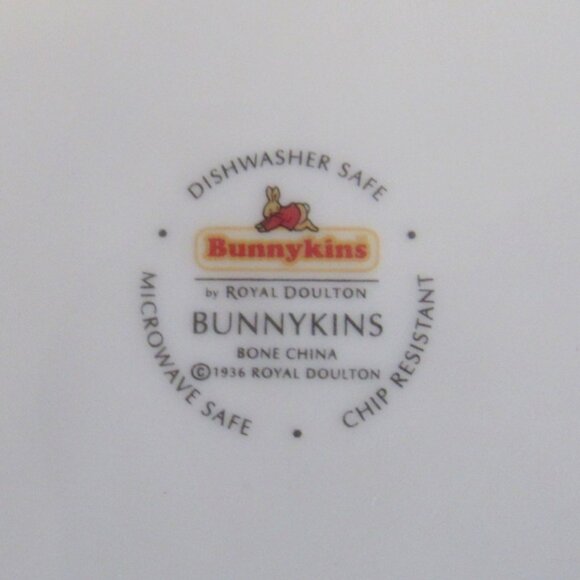 DISHWASHER SAFE
Bunnykins
by ROYAL DOULTON
BUNNYKINS
BONE CHINA
©1936 ROYAL DOULTON
MICROWAVE SAFE
CHIP RESISTANT